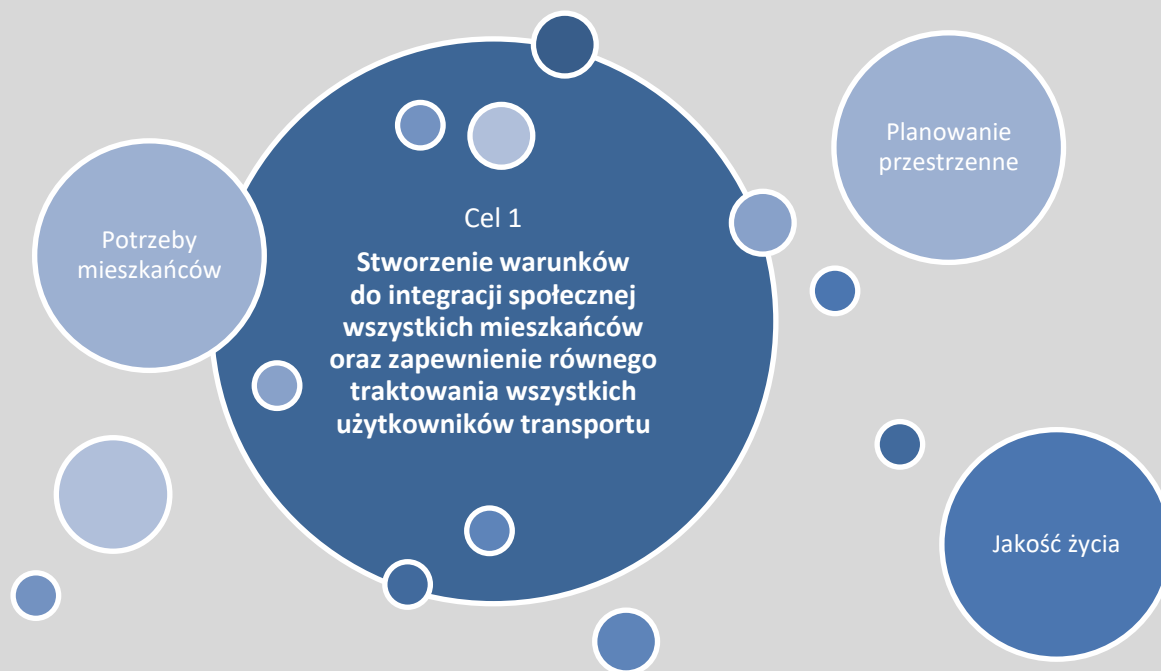 Planowanie
przestrzenne
Potrzeby
mieszkańców
Cel 1
Stworzenie warunków
do integracji społecznej
wszystkich mieszkańców
oraz zapewnienie równego
traktowania wszystkich
użytkowników transportu
Jakość życia